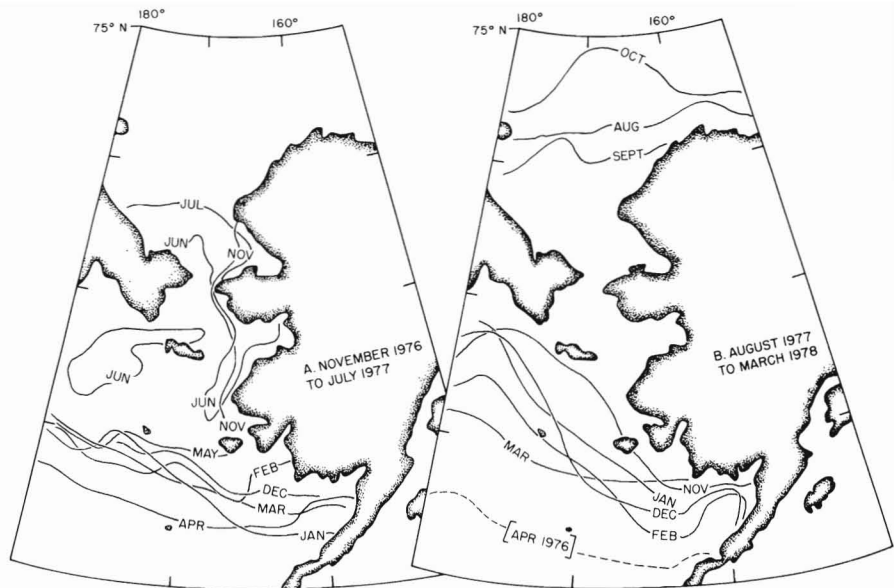 180°
160°
75° N
JUL
JUN
NOV
A. NOVEMBER 1976
TO JULY 1977
JUN
JUN
NOV
MAY
FEB
DEC
MAR
APR
JAN
180°
160°
75° N
OCT
AUG
SEPT
B. AUGUST 1977
TO MARCH 1978
MAR
NOV
JAN
DEC
FEB
[APR 1976]